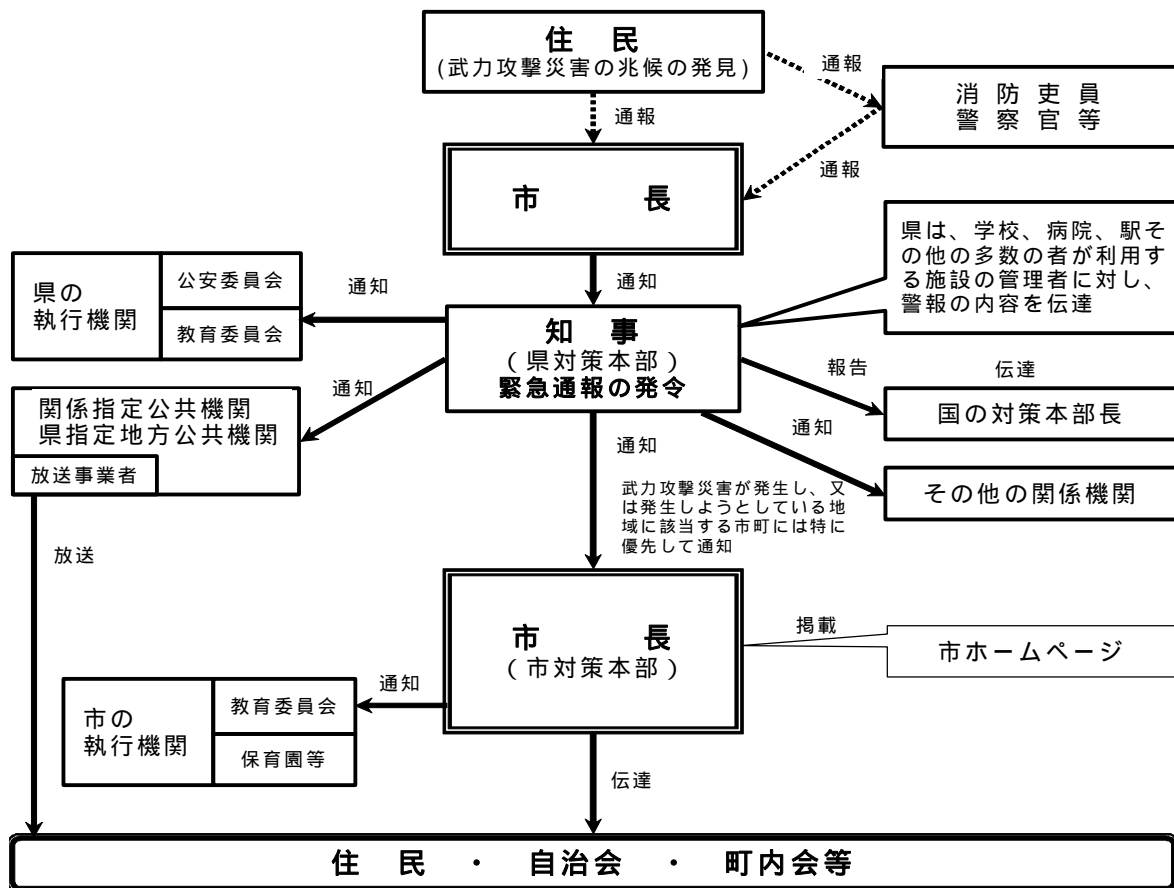 住　民
(武力攻撃災害の兆候の発見)
通報
消防吏員
警察官等
通報
通報
市　　　長
県は、学校、病院、駅そ
の他の多数の者が利用す
る施設の管理者に対し、
警報の内容を伝達
通知
県の
執行機関
公安委員会
教育委員会
通知
知　事
(県対策本部)
緊急通報の発令
報告
伝達
国の対策本部長
通知
関係指定公共機関
県指定地方公共機関
放送事業者
通知
通知
その他の関係機関
武力攻撃災害が発生し、又
は発生しようとしている地
域に該当する市町には特に
優先して通知
放送
市　　　長
(市対策本部)
掲載
市ホームページ
市の
執行機関
教育委員会
保育園等
通知
伝達
住　民　・　自治会　・　町内会等